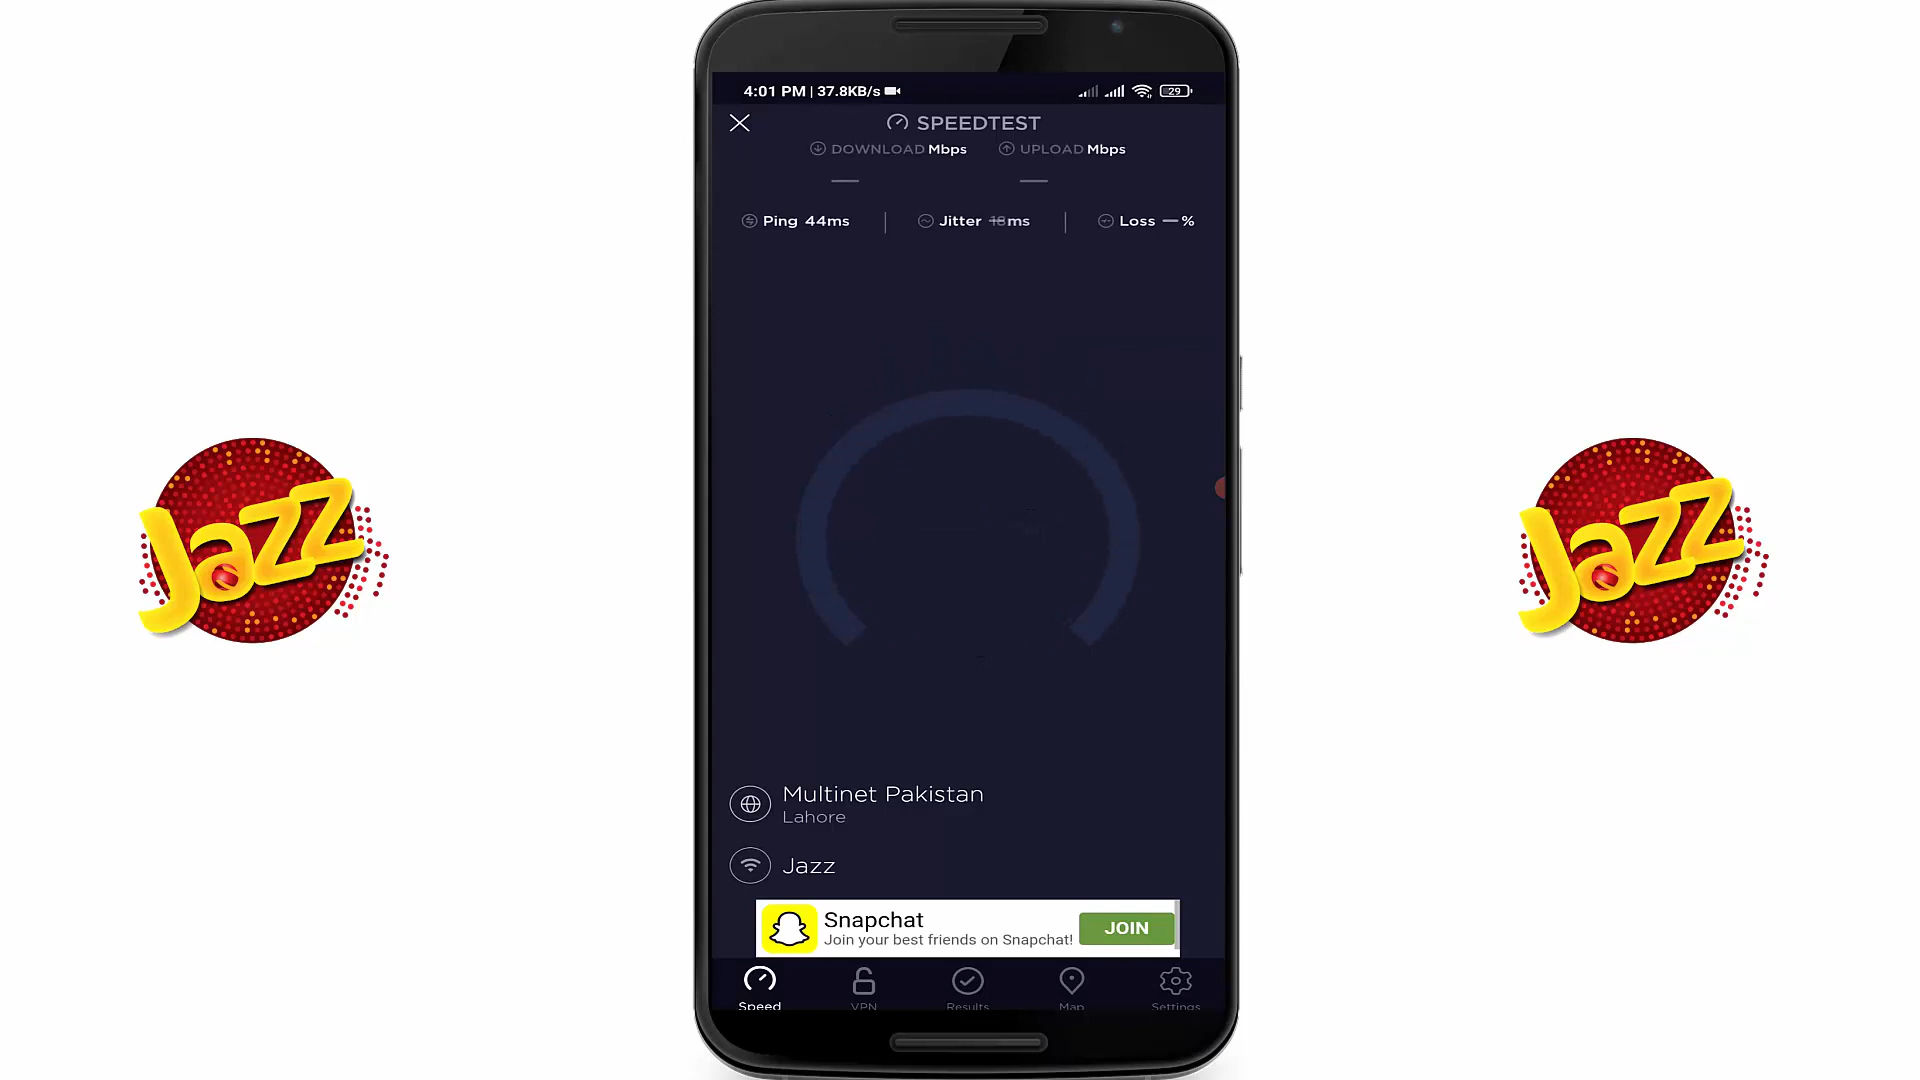 4:01 PM | 37.8KB/s
29
SPEEDTEST
DOWNLOAD Mbps
UPLOAD Mbps
Ping 44ms
Jitter ms
Loss — %
Jazz
Jazz
Multinet Pakistan
Lahore
Jazz
Snapchat
Join your best friends on Snapchat!
JOIN
Speed
VPN
Results
Map
Settings